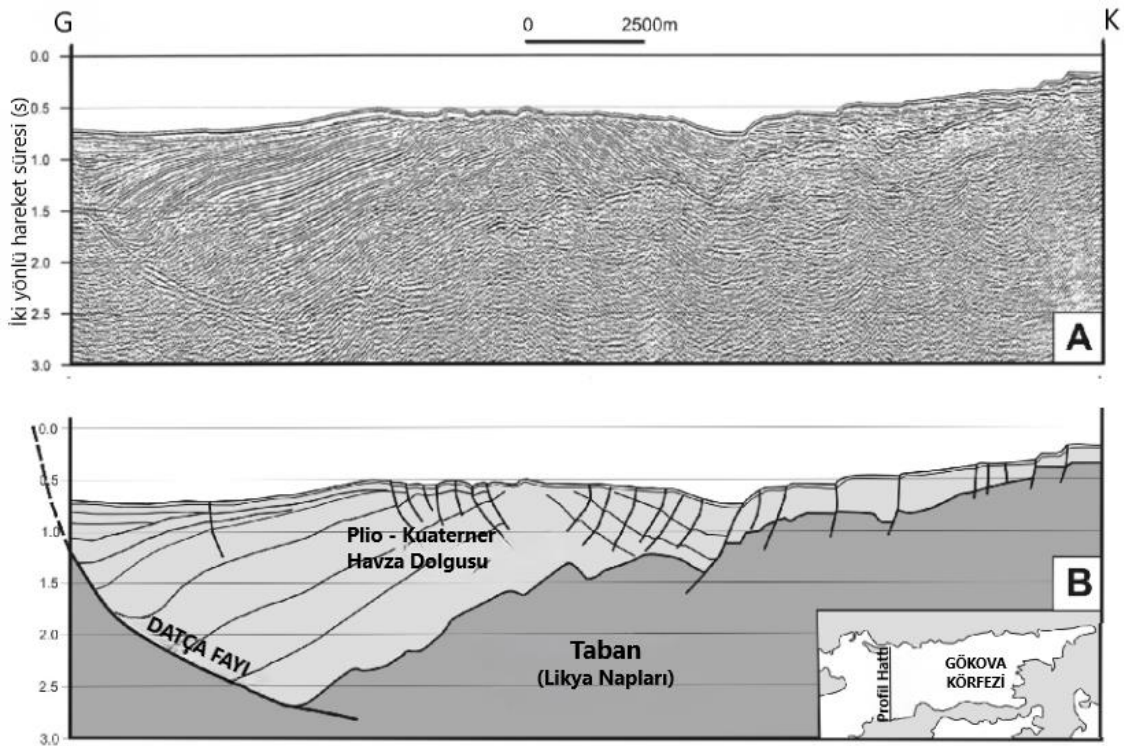 G
0
2500m
K
İki yönlü hareket süresi (s)
0.0
0.5
1.0
1.5
2.0
2.5
3.0
A
0.0
0.5
1.0
1.5
2.0
2.5
3.0
Plio - Kuaterner
Havza Dolgusu
DATÇA FAYI
Taban
(Likya Napları)
B
Profil Hattı
GÖKOVA
KÖRFEZİ